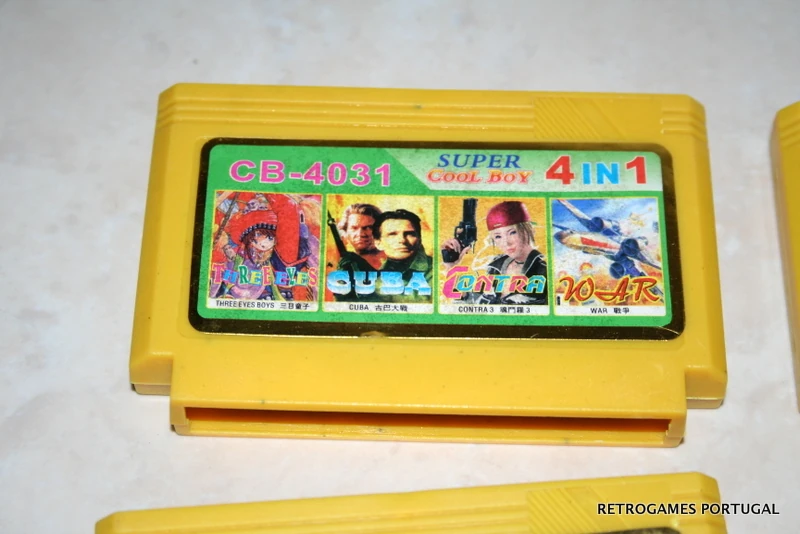 CB-4031
SUPER
COOL BOY
4 IN 1
THREE EYES
CUBA
CONTRA
WAR
THREE EYES BOYS 三目童子
CUBA 古巴大戰
CONTRA 3 魂鬥羅 3
WAR 戰爭
RETROGAMES PORTUGAL